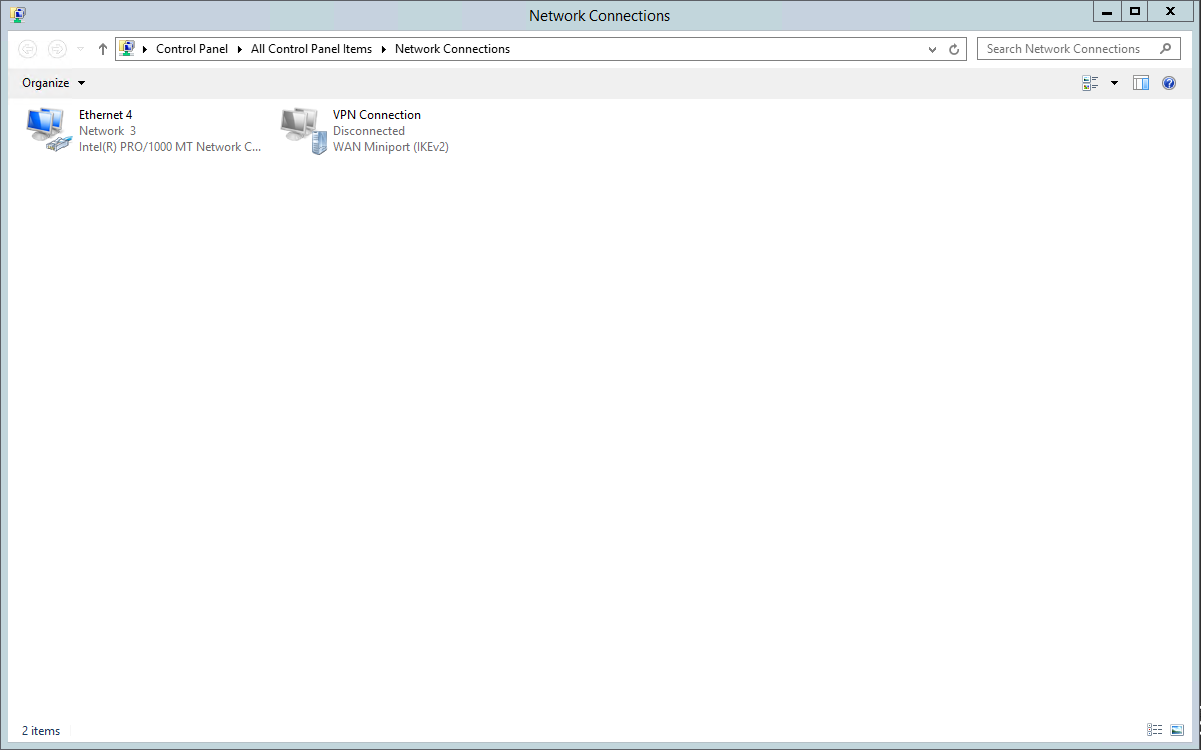 Network Connections
Control Panel All Control Panel Items Network Connections
Search Network Connections
Organize
Ethernet 4
Network 3
Intel(R) PRO/1000 MT Network C...
VPN Connection
Disconnected
WAN Miniport (IKEv2)
2 items